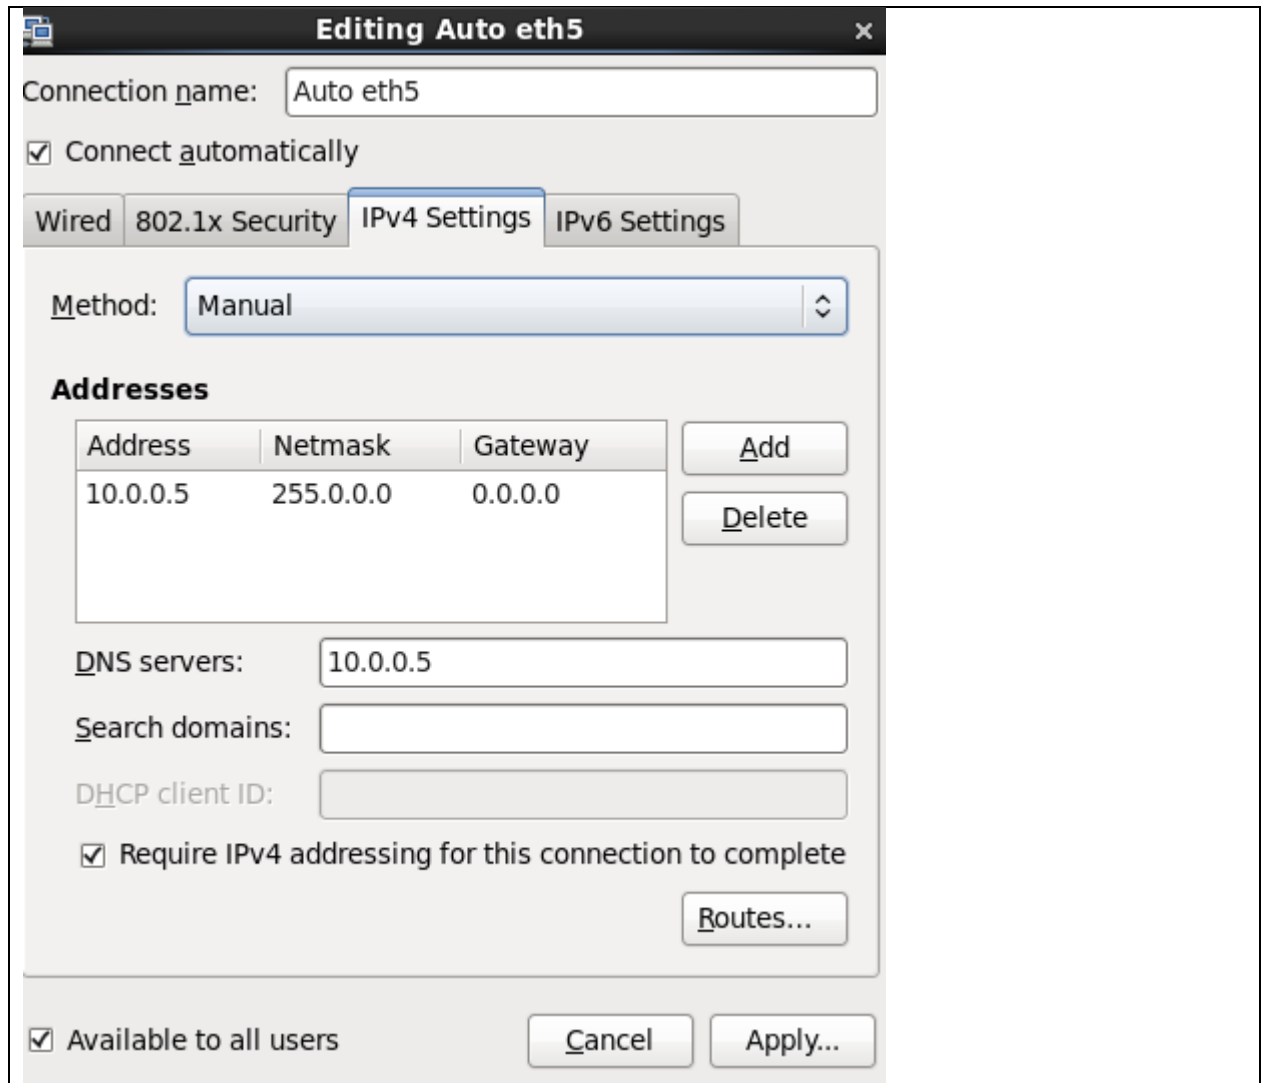 Editing Auto eth5
Connection name: Auto eth5
Connect automatically
Wired 802.1x Security IPv4 Settings IPv6 Settings
Method: Manual
Addresses
Address Netmask Gateway Add
10.0.0.5 255.0.0.0 0.0.0.0
Delete
DNS servers: 10.0.0.5
Search domains:
DHCP client ID:
Require IPv4 addressing for this connection to complete
Routes...
Available to all users Cancel Apply...